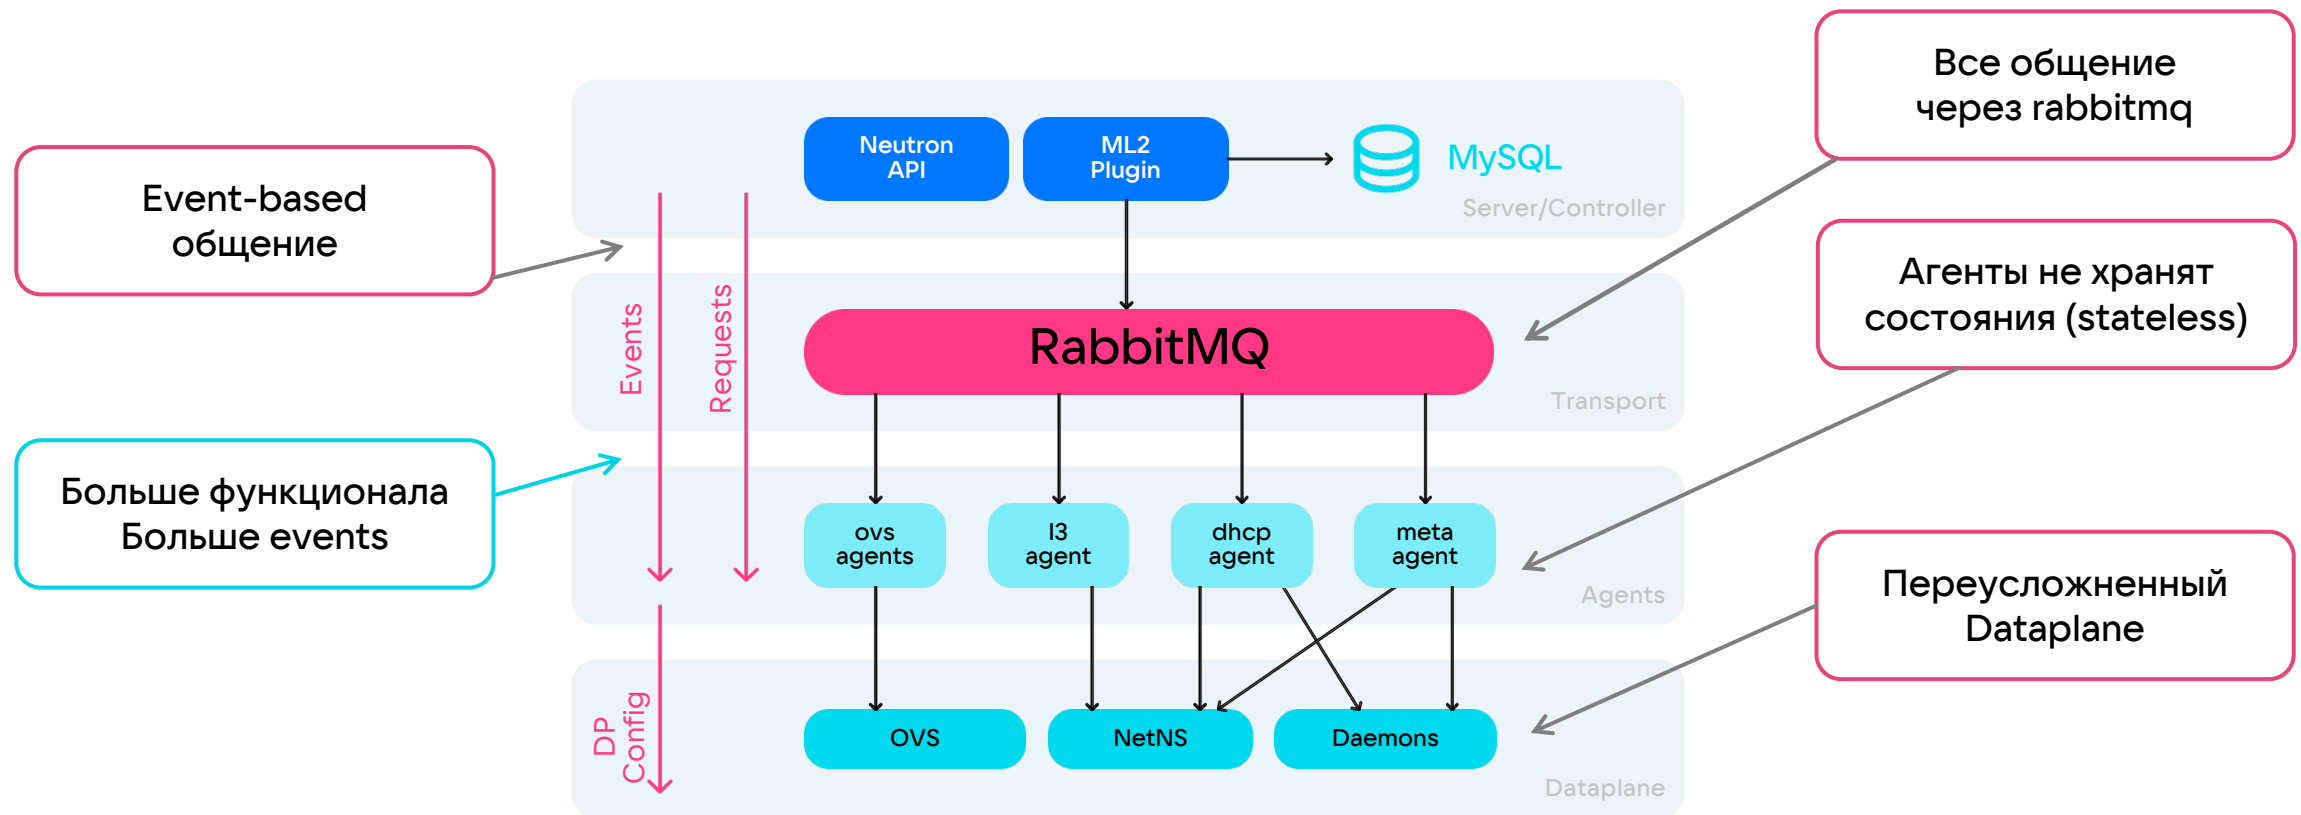 Все общение
через rabbitmq
Neutron
API
ML2
Plugin
MySQL
Server/Controller
Event-based
общение
Агенты не хранят
состояния (stateless)
Events
Requests
RabbitMQ
Transport
Больше функционала
Больше events
ovs
agents
l3
agent
dhcp
agent
meta
agent
Agents
Переусложненный
Dataplane
DP
Config
OVS
NetNS
Daemons
Dataplane